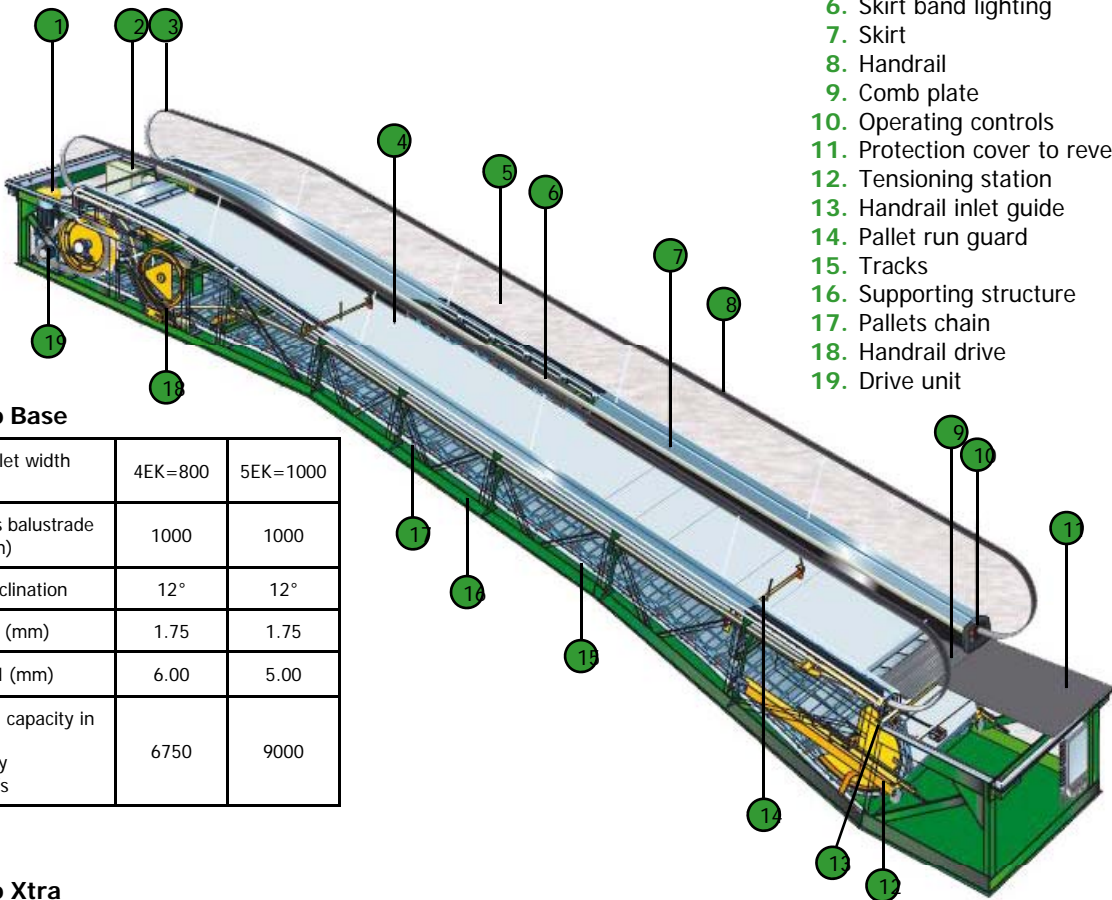 6. Skirt band lighting
7. Skirt
8. Handrail
9. Comb plate
10. Operating controls
11. Protection cover to
12. Tensioning station
13. Handrail inlet guide
14. Pallet run guard
15. Tracks
16. Supporting structure
17. Pallets chain
18. Handrail drive
19. Drive unit
1
2
3
4
5
6
7
8
9
10
11
12
13
14
15
16
17
18
19
Base
width 4EK=800 5EK=1000
balustrade
1000 1000
12° 12°
(mm) 1.75 1.75
(mm) 6.00 5.00
capacity in
6750 9000
Xtra